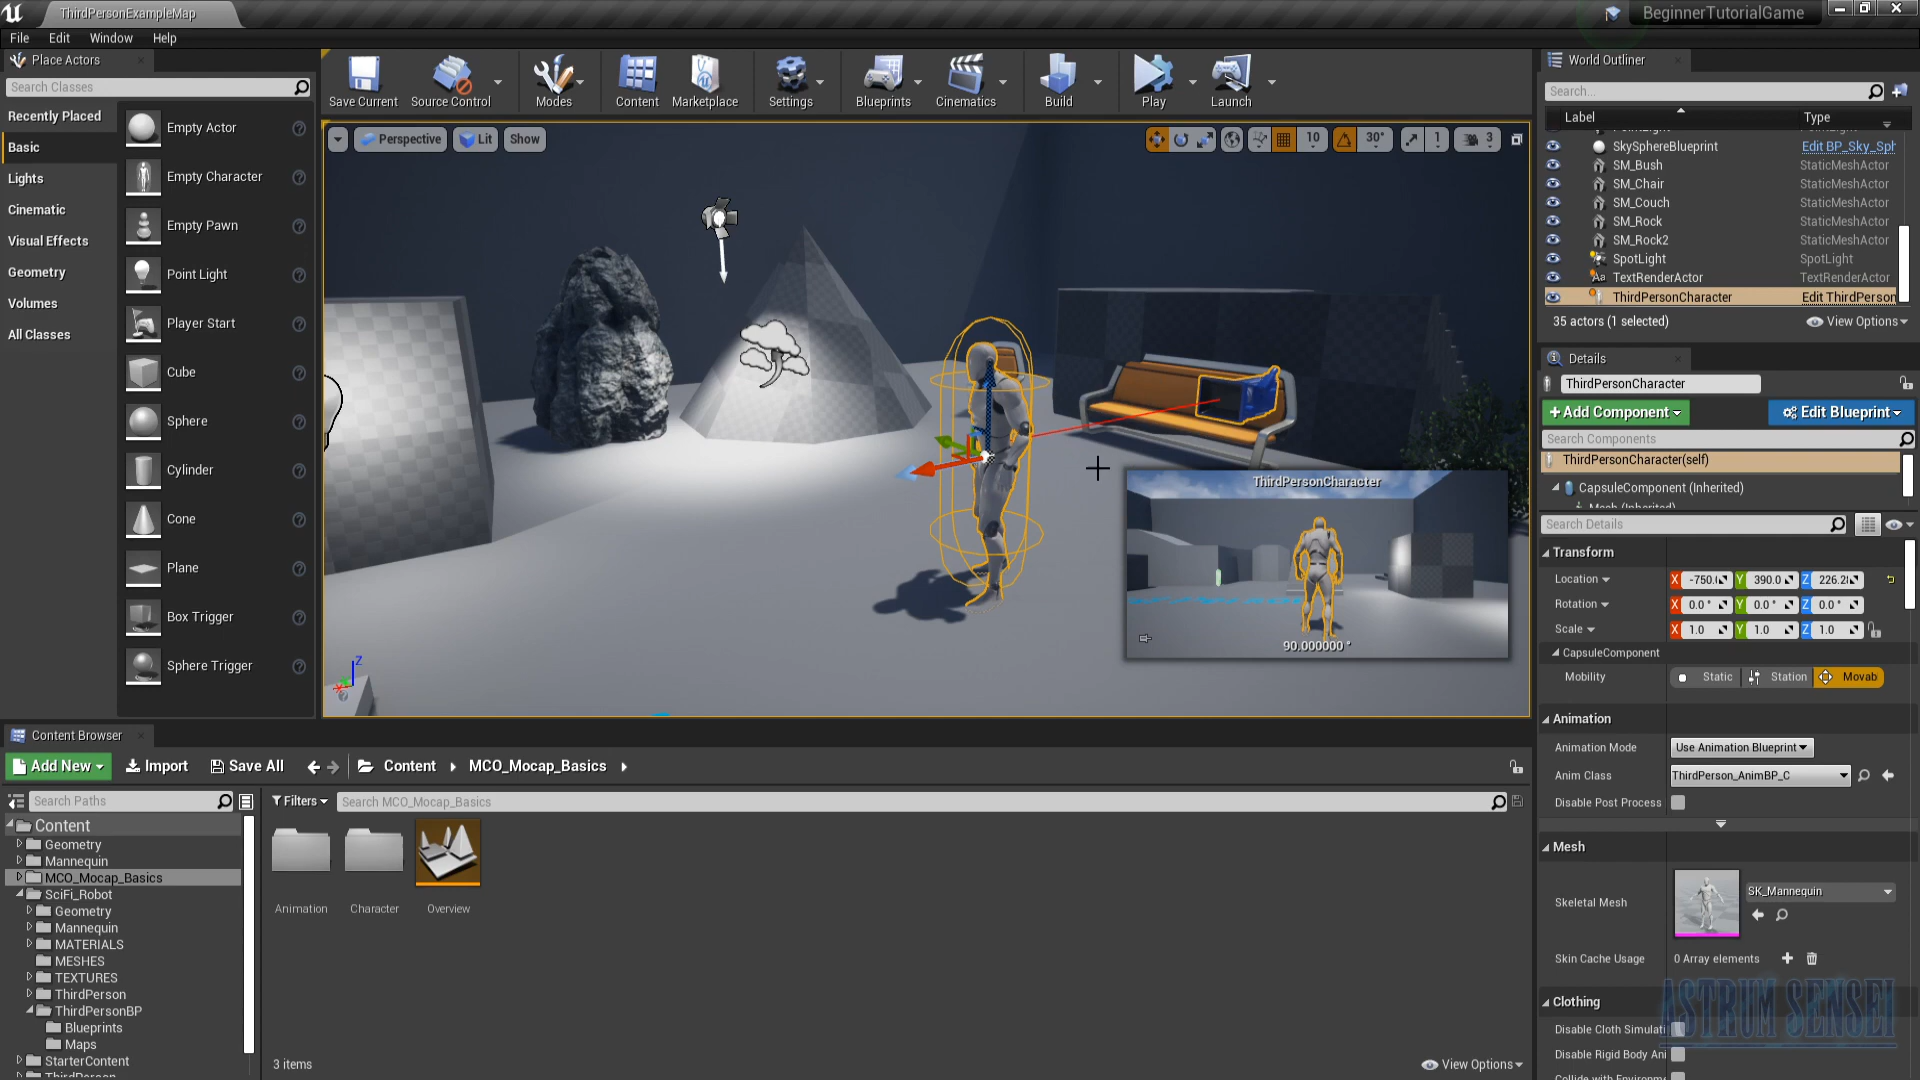 ThirdPersonExampleMap
BeginnerTutorialGame
File Edit Window Help
Place Actors
Search Classes
Recently Placed
Basic
Lights
Cinematic
Visual Effects
Geometry
Volumes
All Classes
Empty Actor
Empty Character
Empty Pawn
Point Light
Player Start
Cube
Sphere
Cylinder
Cone
Plane
Box Trigger
Sphere Trigger
Save Current
Source Control
Modes
Content
Marketplace
Settings
Blueprints
Cinematics
Build
Play
Launch
Perspective
Lit
Show
10
30°
1
3
ThirdPersonCharacter
90.000000 °
Z
World Outliner
Search...
Label Type
SkySphereBlueprint Edit BP_Sky_Sph
SM_Bush StaticMeshActor
SM_Chair StaticMeshActor
SM_Couch StaticMeshActor
SM_Rock StaticMeshActor
SM_Rock2 StaticMeshActor
SpotLight SpotLight
TextRenderActor TextRenderActor
ThirdPersonCharacter Edit ThirdPerson
35 actors (1 selected)
View Options
Details
ThirdPersonCharacter
+Add Component
Edit Blueprint
Search Components
ThirdPersonCharacter(self)
CapsuleComponent (Inherited)
Mesh (Inherited)
Search Details
Transform
Location X -750.( Y 390.0 Z 226.2
Rotation X 0.0 ° Y 0.0 ° Z 0.0 °
Scale X 1.0 Y 1.0 Z 1.0
CapsuleComponent
Mobility Static Station Movab
Animation
Animation Mode Use Animation Blueprint
Anim Class ThirdPerson_AnimBP_C
Disable Post Process
Mesh
Skeletal Mesh SK_Mannequin
Skin Cache Usage 0 Array elements
Clothing
Disable Cloth Simulati
Disable Rigid Body Ani
Collide with Environme
ASTRUM SENSEI
Content Browser
Add New Import Save All Content MCO_Mocap_Basics
Search Paths
Filters
Search MCO_Mocap_Basics
Content
Geometry
Mannequin
MCO_Mocap_Basics
SciFi_Robot
Geometry
Mannequin
MATERIALS
MESHES
TEXTURES
ThirdPerson
ThirdPersonBP
Blueprints
Maps
StarterContent
ThirdPerson
Animation
Character
Overview
3 items
View Options